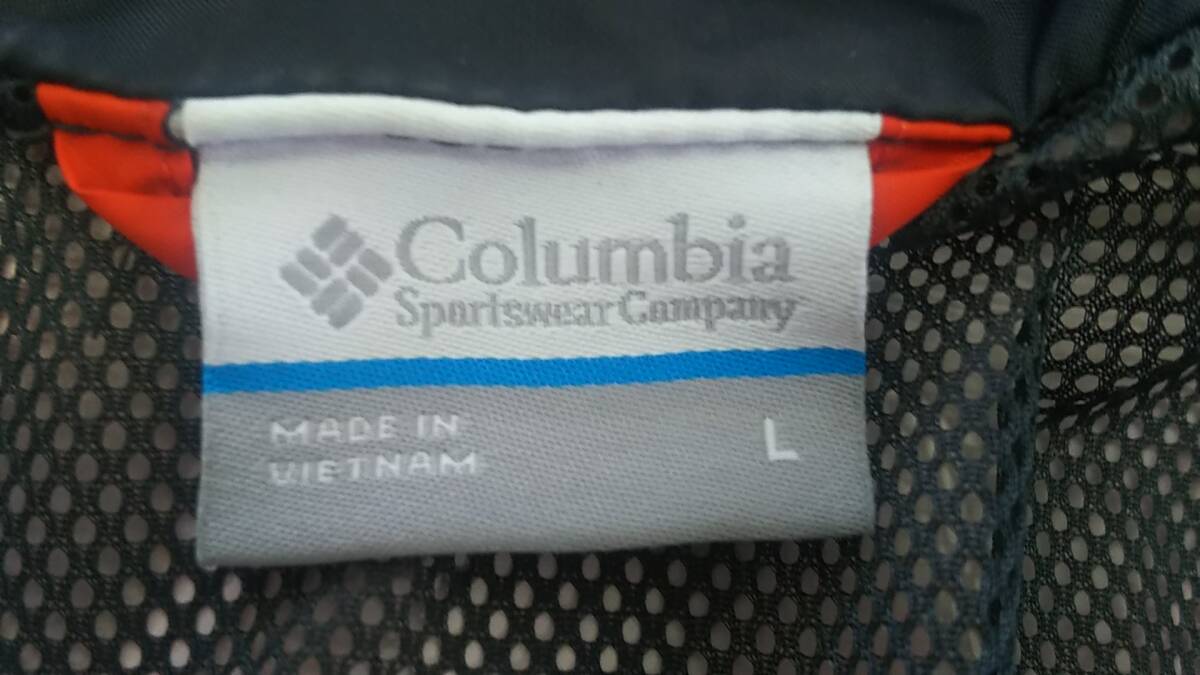 Columbia
Sportswear Company
MADE IN
VIETNAM
L